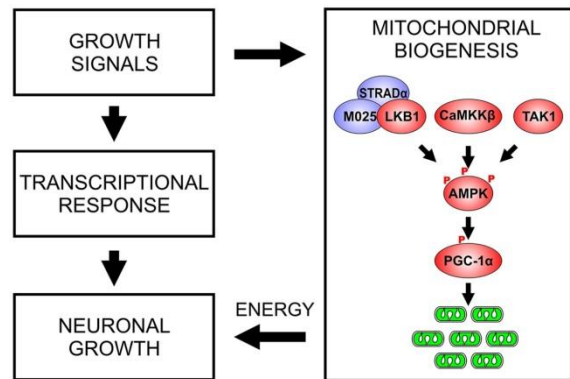 GROWTH
SIGNALS
TRANSCRIPTIONAL
RESPONSE
NEURONAL
GROWTH
ENERGY
MITOCHONDRIAL
BIOGENESIS
STRADα
M025
LKB1
CaMKKβ
TAK1
P
P
P
AMPK
P
PGC-1α